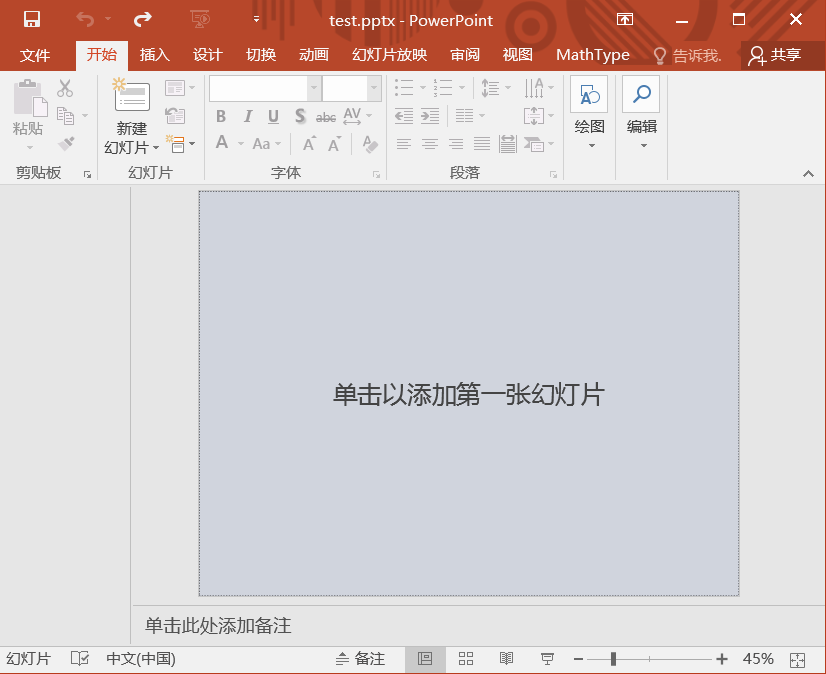 test.pptx - PowerPoint
文件 开始 插入 设计 切换 动画 幻灯片放映 审阅 视图 MathType 告诉我. 共享
粘贴
新建
幻灯片
B I U S abc AV
A Aa A A A
绘图 编辑
剪贴板 幻灯片 字体 段落
单击以添加第一张幻灯片
单击此处添加备注
幻灯片 中文(中国) 备注 45%